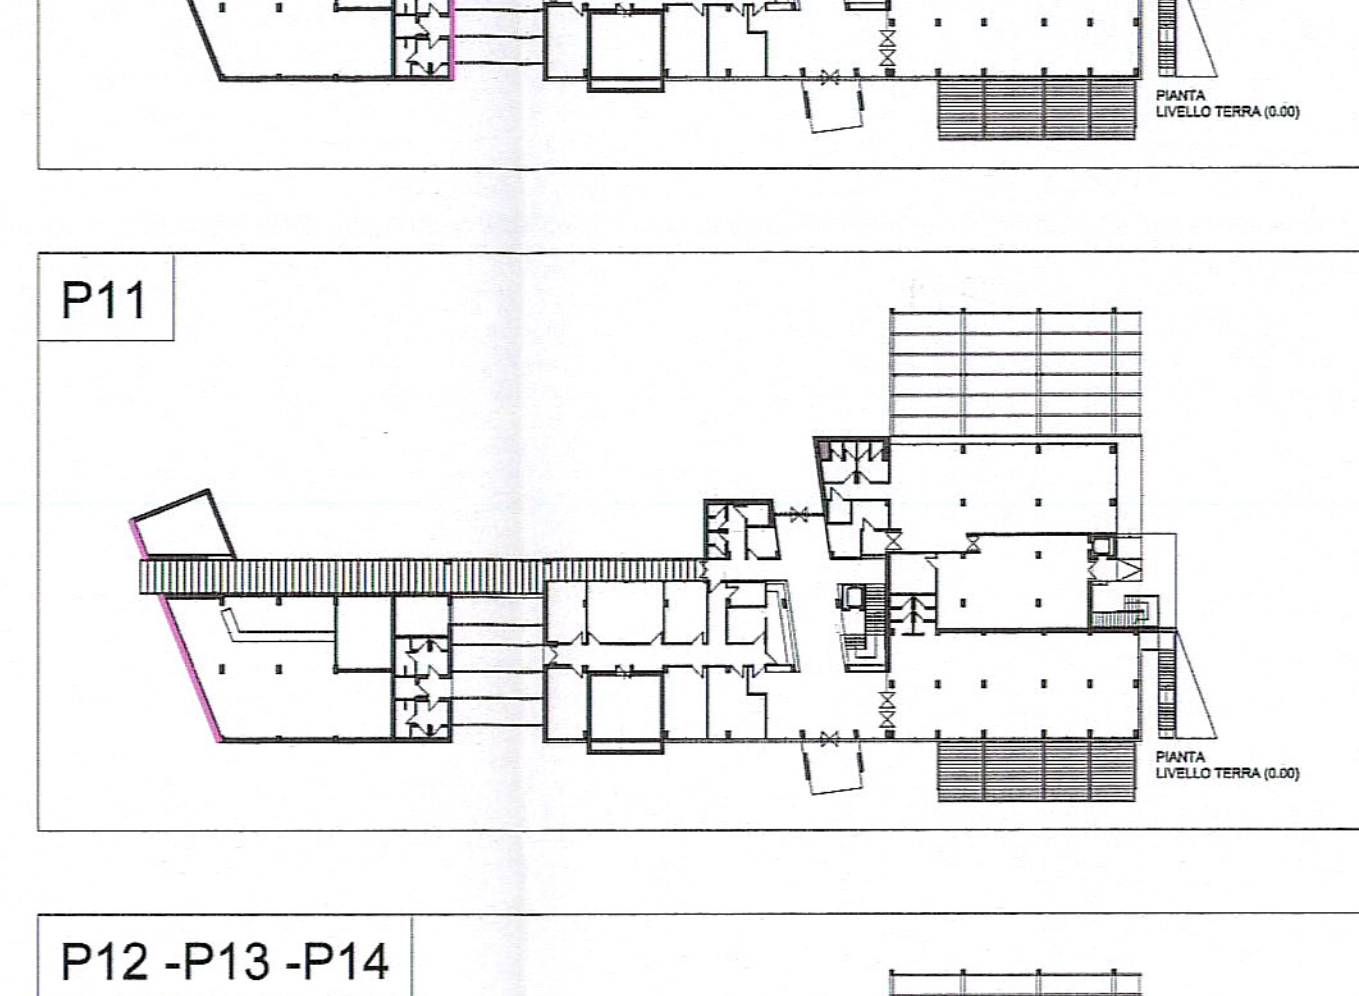 PIANTA
LIVELLO TERRA (0.00)
P11
PIANTA
LIVELLO TERRA (0.00)
P12 -P13 -P14